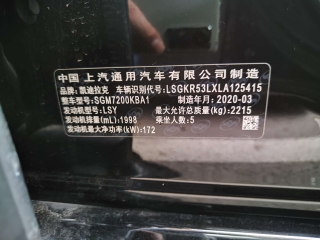 中国 上汽通用汽车有限公司制造
品牌：凯迪拉克 车辆识别代号：LSGKR53LXLA125415
整车型号：SGM7200KBA1 制造年月：2020-03
发动机型号：LSY 最大允许总质量(kg)：2215
发动机排量(mL)：1998 乘坐人数：5
发动机最大净功率(kW)：172